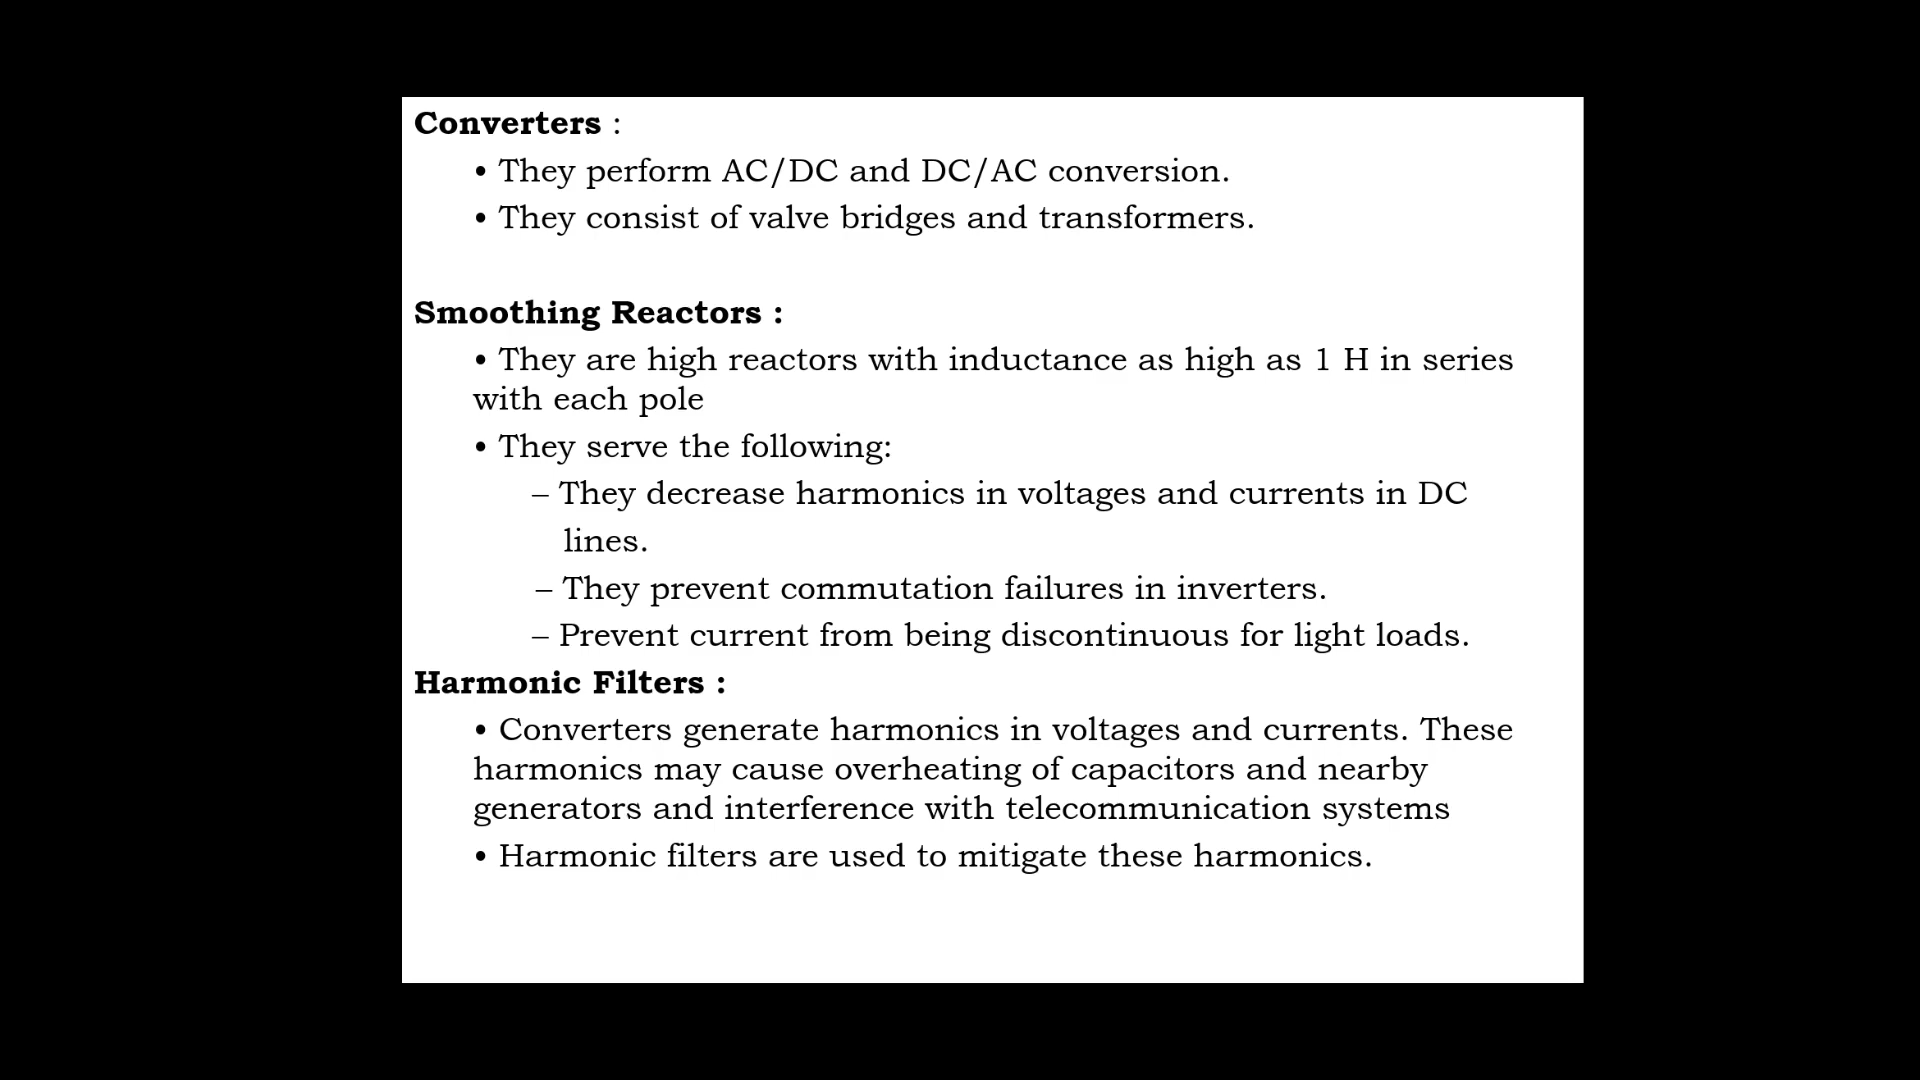 Converters :
• They perform AC/DC and DC/AC conversion.
• They consist of valve bridges and transformers.
Smoothing Reactors :
• They are high reactors with inductance as high as 1 H in series
with each pole
• They serve the following:
– They decrease harmonics in voltages and currents in DC
lines.
– They prevent commutation failures in inverters.
– Prevent current from being discontinuous for light loads.
Harmonic Filters :
• Converters generate harmonics in voltages and currents. These
harmonics may cause overheating of capacitors and nearby
generators and interference with telecommunication systems
• Harmonic filters are used to mitigate these harmonics.